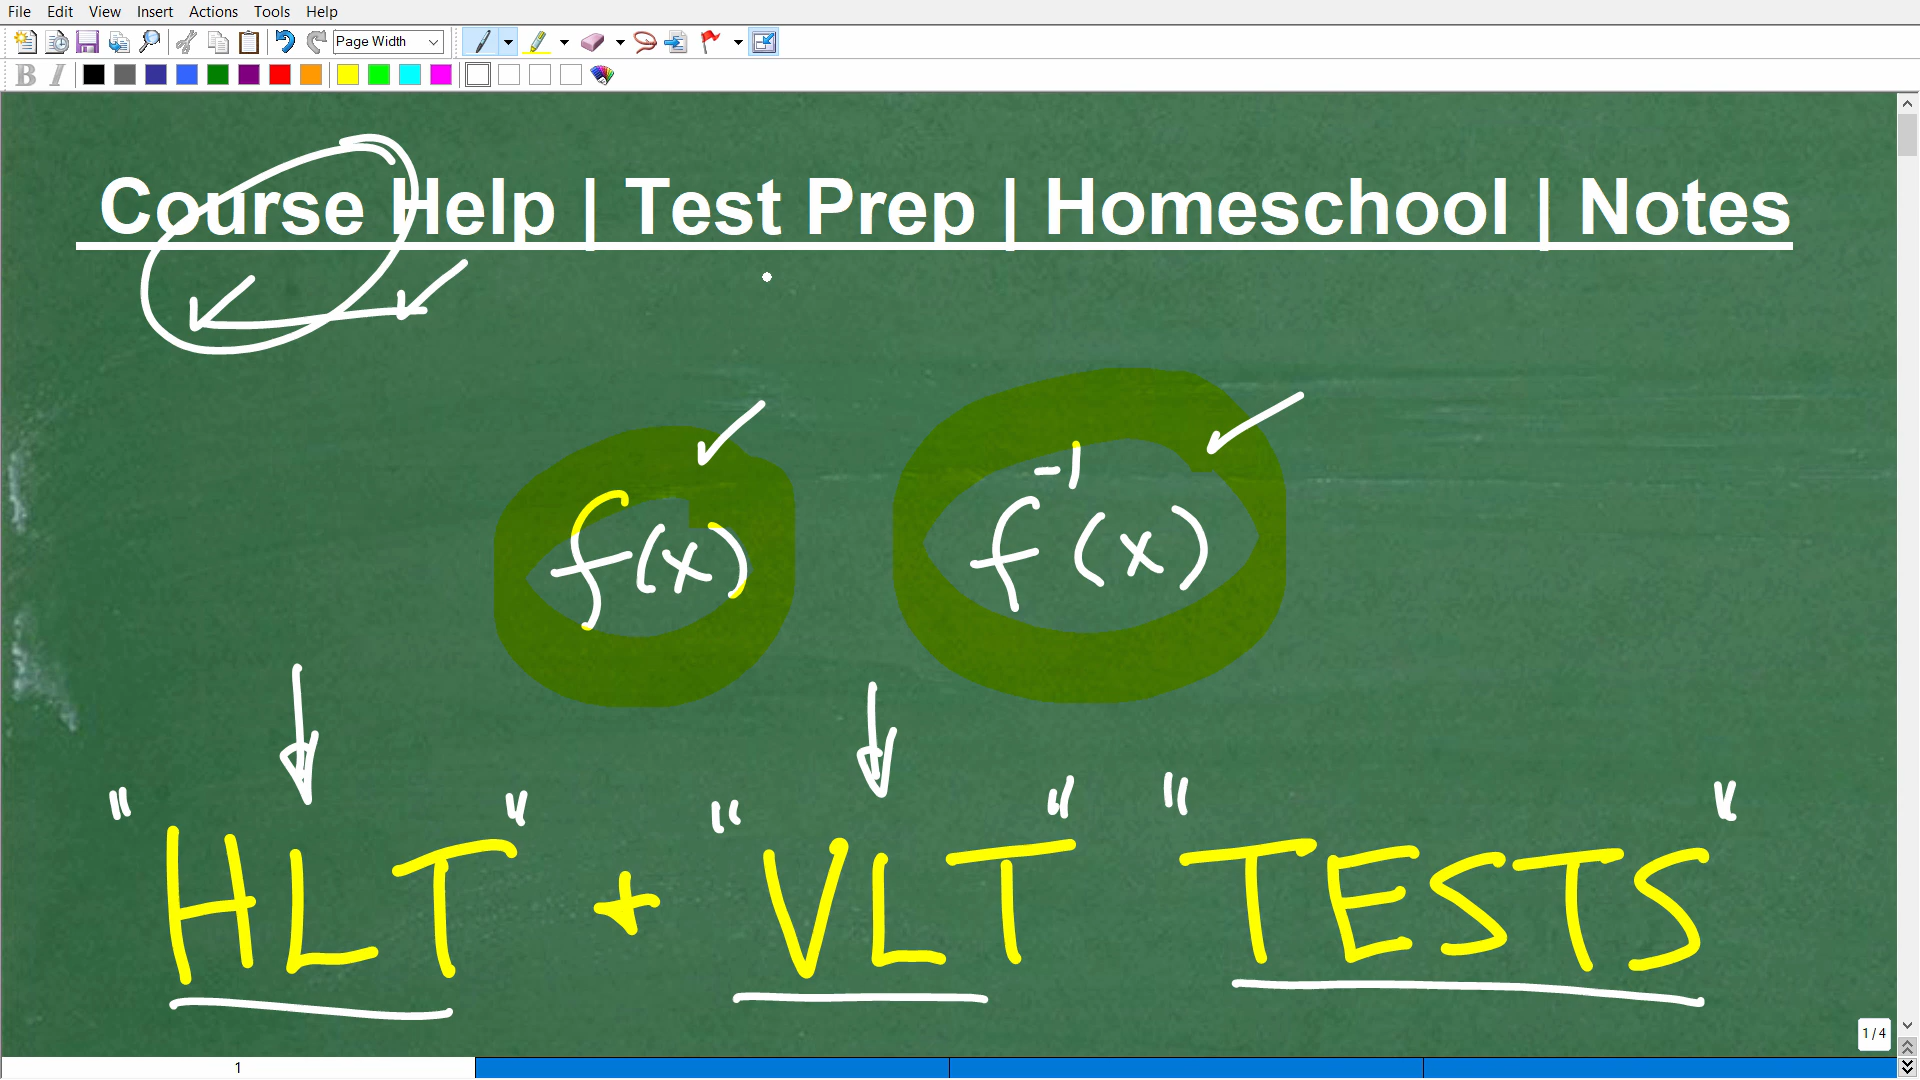 File Edit View Insert Actions Tools Help
Page Width
B I
Course Help | Test Prep | Homeschool | Notes
f(x) f⁻¹(x)
"HLT" + "VLT" "TESTS"
1 / 4
1